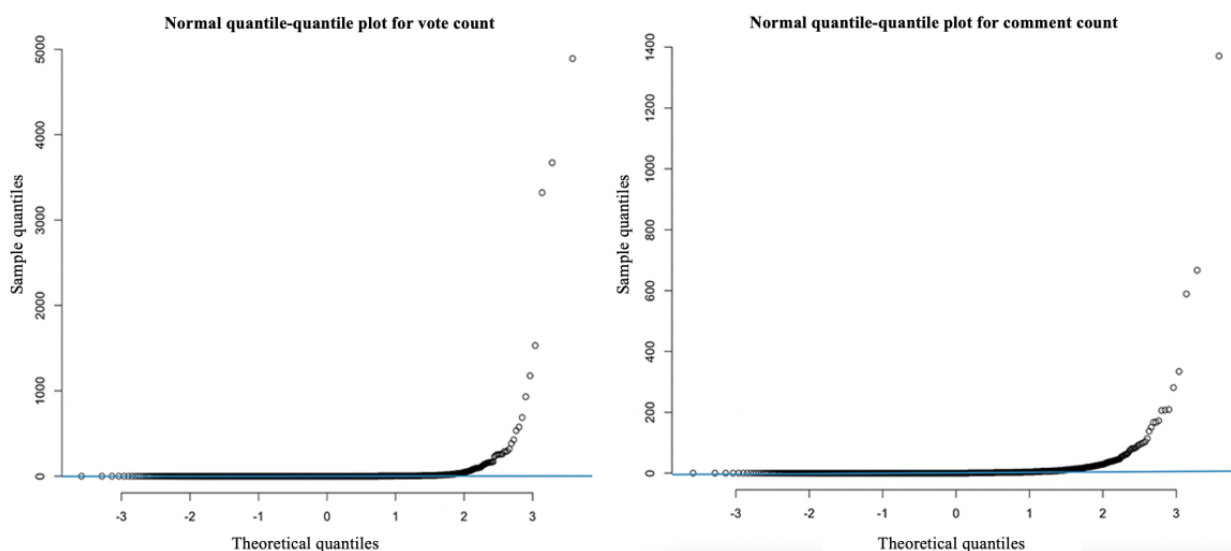 Normal quantile-quantile plot for vote count
Sample quantiles
5000
4000
3000
2000
1000
0
-3 -2 -1 0 1 2 3
Theoretical quantiles
Normal quantile-quantile plot for comment count
Sample quantiles
1400
1200
1000
800
600
400
200
0
-3 -2 -1 0 1 2 3
Theoretical quantiles